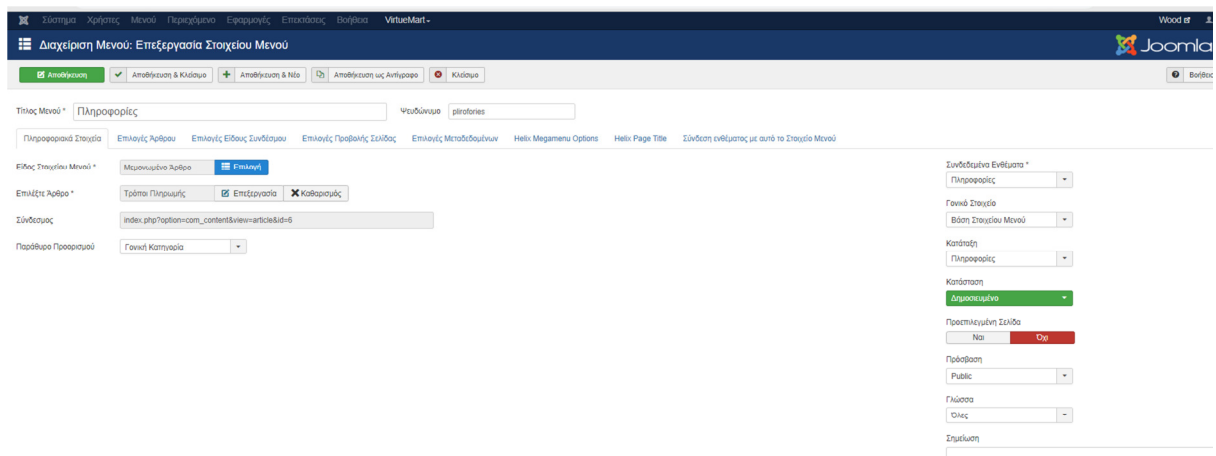 Σύστημα Χρήστες Μενού Περιεχόμενο Εφαρμογές Επεκτάσεις Βοήθεια VirtueMart Wood
Διαχείριση Μενού: Επεξεργασία Στοιχείου Μενού Joomla
Αποθήκευση Αποθήκευση & Κλείσιμο Αποθήκευση & Νέο Αποθήκευση ως Αντίγραφο Κλείσιμο
Τίτλος Μενού * Πληροφορίες Ψευδώνυμο plirofories
Πληροφοριακά Στοιχεία Επιλογές Άρθρου Επιλογές Είδους Συνδέσμου Επιλογές Προβολής Σελίδας Επιλογές Μεταδεδομένων Helix Megamenu Options Helix Page Title Σύνδεση ενθέματος με αυτό το Στοιχείο Μενού
Είδος Στοιχείου Μενού * Μεμονωμένο Άρθρο Επιλογή
Επιλέξτε Άρθρο * Τρόποι Πληρωμής Επεξεργασία Καθαρισμός
Σύνδεσμος index.php?option=com_content&view=article&id=6
Παράθυρο Προορισμού Γονική Κατηγορία
Συνδεδεμένα Ενθέματα *
Πληροφορίες
Γονικό Στοιχείο
Βάση Στοιχείου Μενού
Κατάταξη
Πληροφορίες
Κατάσταση
Δημοσιευμένο
Προεπιλεγμένη Σελίδα
Ναι Όχι
Πρόσβαση
Public
Γλώσσα
Όλες
Σημείωση